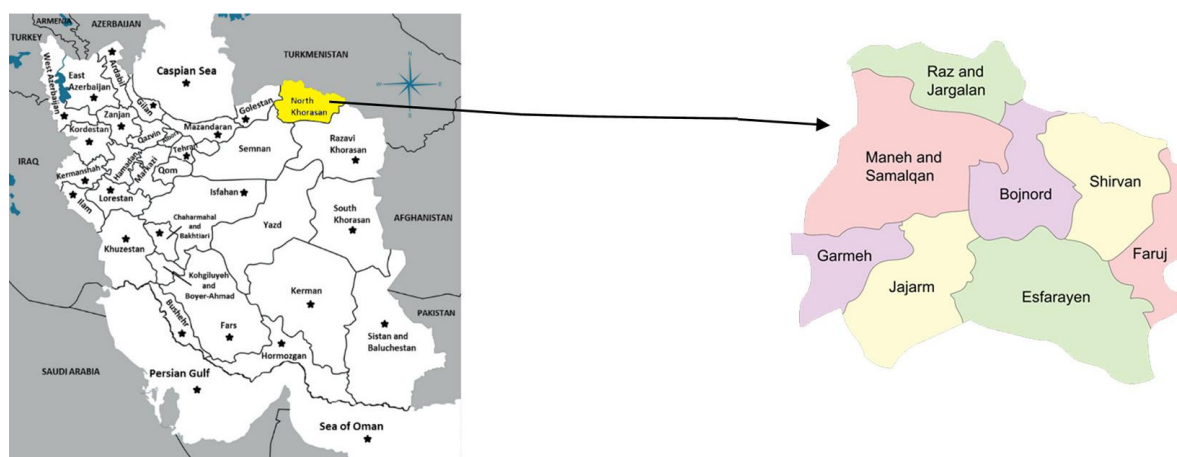 ARMENIA
AZERBAIJAN
TURKEY
TURKMENISTAN
West Azerbaijan
East
Azerbaijan
Ardabil
Gilan
Caspian Sea
Zanjan
Kordestan
Qazvin
Mazandaran
Golestan
North
Khorasan
Tehran
Semnan
Razavi
Khorasan
IRAQ
Kermanshah
Hamadan
Markazi
Qom
Ilam
Lorestan
Isfahan
Chaharmahal
and
Bakhtiari
Yazd
South
Khorasan
AFGHANISTAN
Khuzestan
Kohgiluyeh
and
Boyer-Ahmad
Kerman
Bushehr
Fars
PAKISTAN
Sistan and
Baluchestan
Hormozgan
SAUDI ARABIA
Persian Gulf
Sea of Oman
Raz and
Jargalan
Maneh and
Samalqan
Bojnord
Shirvan
Garmeh
Jajarm
Esfarayen
Faruj